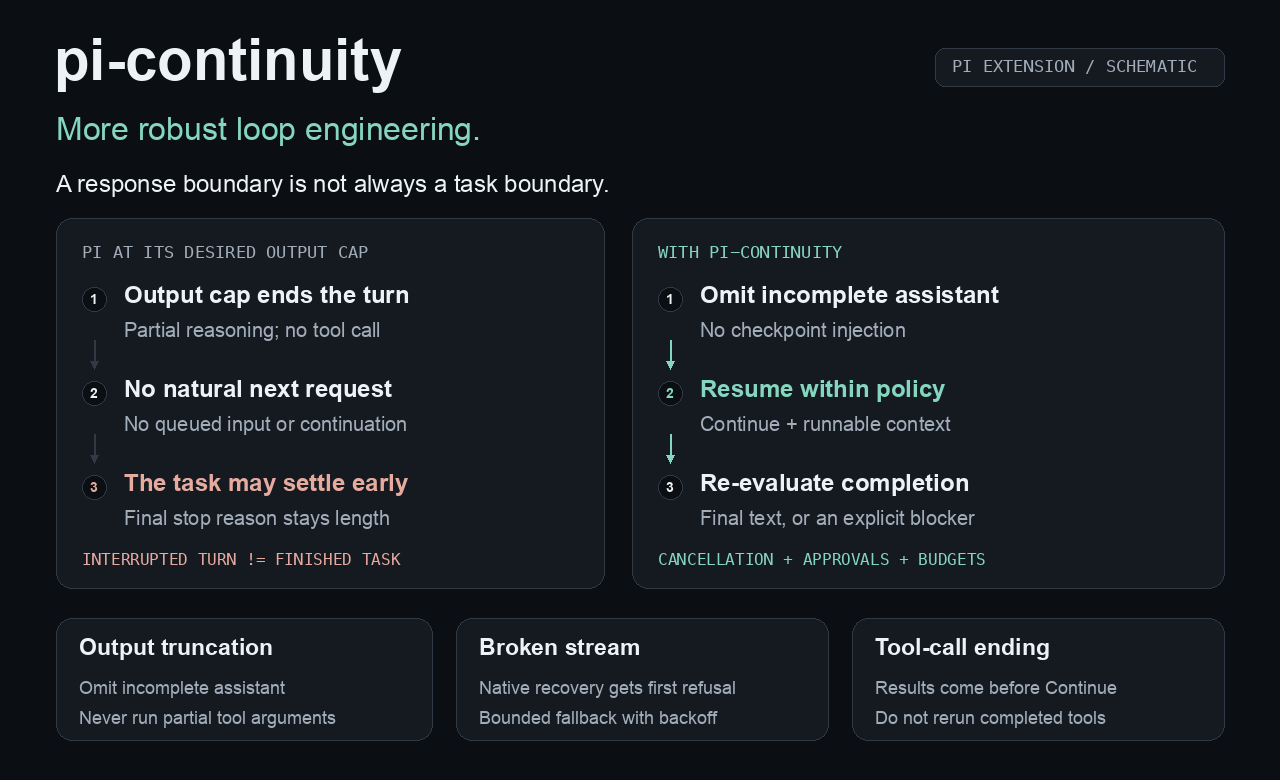 pi-continuity
PI EXTENSION / SCHEMATIC
More robust loop engineering.
A response boundary is not always a task boundary.
PI AT ITS DESIRED OUTPUT CAP
1 Output cap ends the turn
Partial reasoning; no tool call
2 No natural next request
No queued input or continuation
3 The task may settle early
Final stop reason stays length
INTERRUPTED TURN != FINISHED TASK
WITH PI−CONTINUITY
1 Omit incomplete assistant
No checkpoint injection
2 Resume within policy
Continue + runnable context
3 Re-evaluate completion
Final text, or an explicit blocker
CANCELLATION + APPROVALS + BUDGETS
Output truncation
Omit incomplete assistant
Never run partial tool arguments
Broken stream
Native recovery gets first refusal
Bounded fallback with backoff
Tool-call ending
Results come before Continue
Do not rerun completed tools